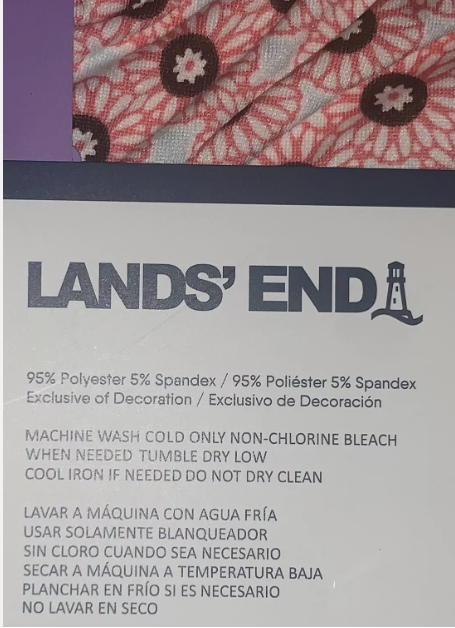 LANDS' END
95% Polyester 5% Spandex / 95% Poliéster 5% Spandex
Exclusive of Decoration / Exclusivo de Decoración
MACHINE WASH COLD ONLY NON-CHLORINE BLEACH
WHEN NEEDED TUMBLE DRY LOW
COOL IRON IF NEEDED DO NOT DRY CLEAN
LAVAR A MÁQUINA CON AGUA FRÍA
USAR SOLAMENTE BLANQUEADOR
SIN CLORO CUANDO SEA NECESARIO
SECAR A MÁQUINA A TEMPERATURA BAJA
PLANCHAR EN FRÍO SI ES NECESARIO
NO LAVAR EN SECO